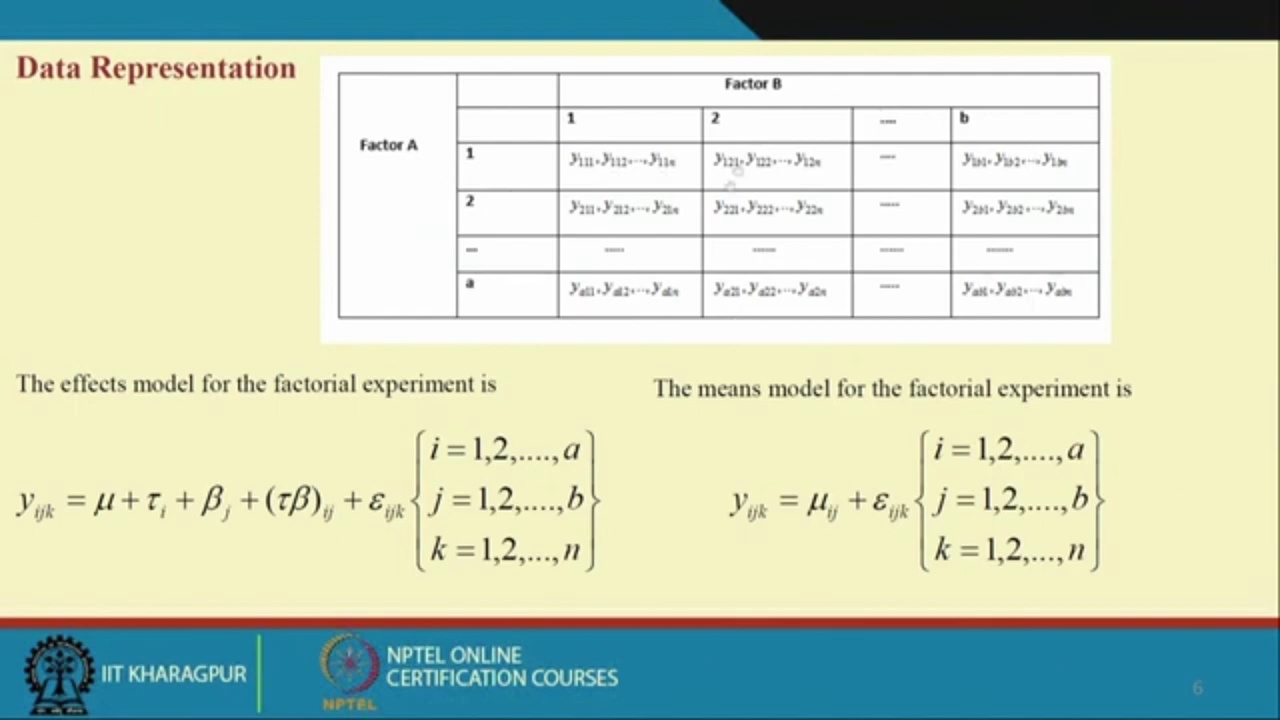 Data Representation
Factor A
Factor B
1 2 .... b
1 y₁₁₁, y₁₁₂, ..., y₁₁ₙ y₁₂₁, y₁₂₂, ..., y₁₂ₙ .... y₁b₁, y₁b₂, ..., y₁bₙ
2 y₂₁₁, y₂₁₂, ..., y₂₁ₙ y₂₂₁, y₂₂₂, ..., y₂₂ₙ ..... y₂b₁, y₂b₂, ..., y₂bₙ
... ..... ...... ...... .......
a yₐ₁₁, yₐ₁₂, ..., yₐ₁ₙ yₐ₂₁, yₐ₂₂, ..., yₐ₂ₙ ..... yₐb₁, yₐb₂, ..., yₐbₙ
The effects model for the factorial experiment is
y_ijk = μ + τ_i + β_j + (τβ)_ij + ε_ijk { i = 1,2,....,a
j = 1,2,....,b
k = 1,2,...,n }
The means model for the factorial experiment is
y_ijk = μ_ij + ε_ijk { i = 1,2,....,a
j = 1,2,....,b
k = 1,2,...,n }
IIT KHARAGPUR
NPTEL
NPTEL ONLINE
CERTIFICATION COURSES
6